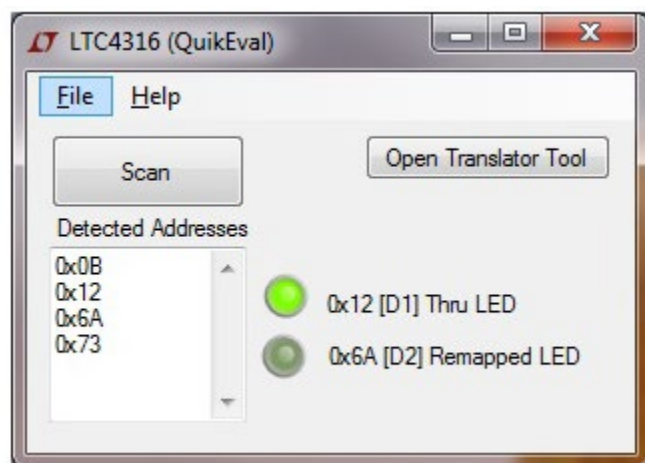 LTC4316 (QuikEval)
File Help
Scan
Open Translator Tool
Detected Addresses
0x0B
0x12
0x6A
0x73
0x12 [D1] Thru LED
0x6A [D2] Remapped LED